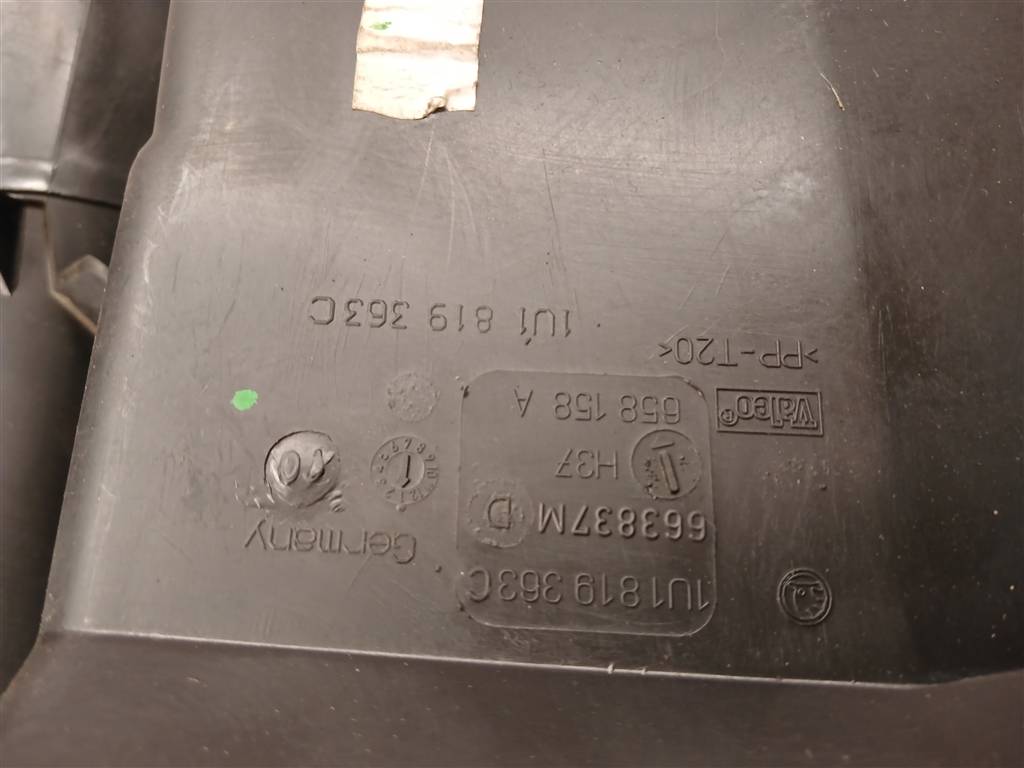 1U1 819 363C
663837M D
Germany
H37
658 158 A
Valeo®
>PP-T20<
1U1 819 363C